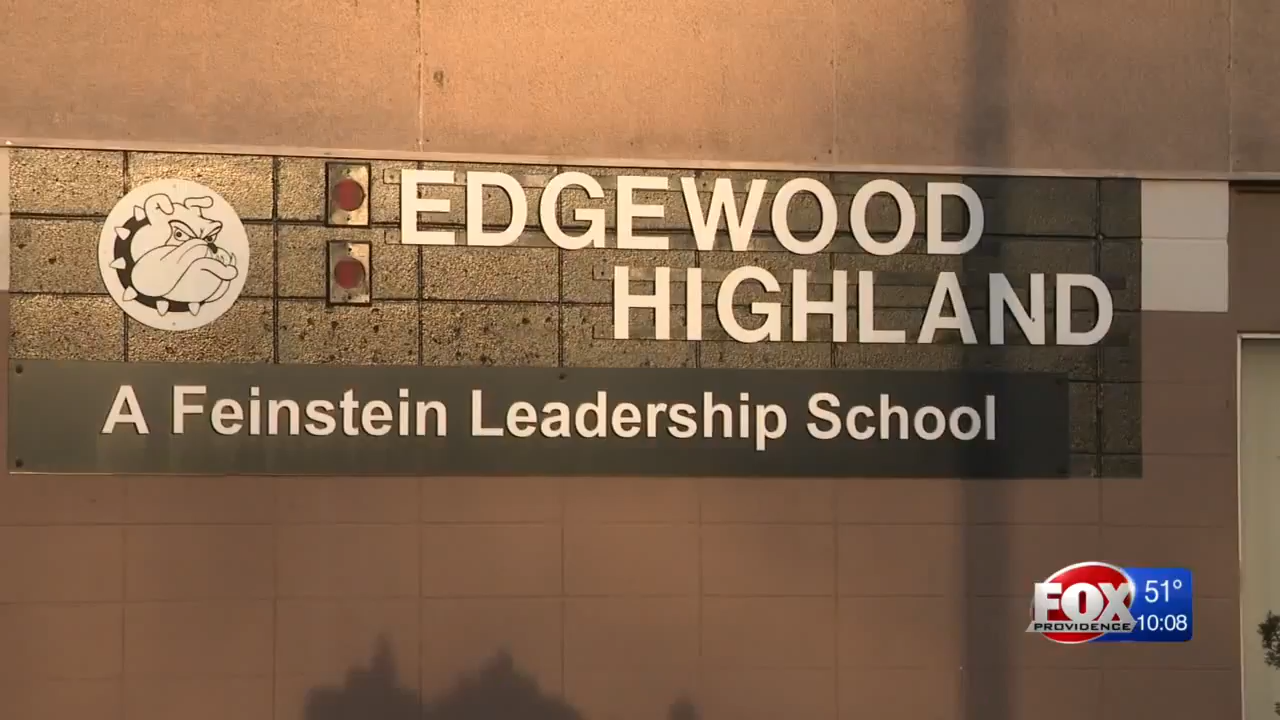 EDGEWOOD
HIGHLAND
A Feinstein Leadership School
FOX
PROVIDENCE
51°
10:08